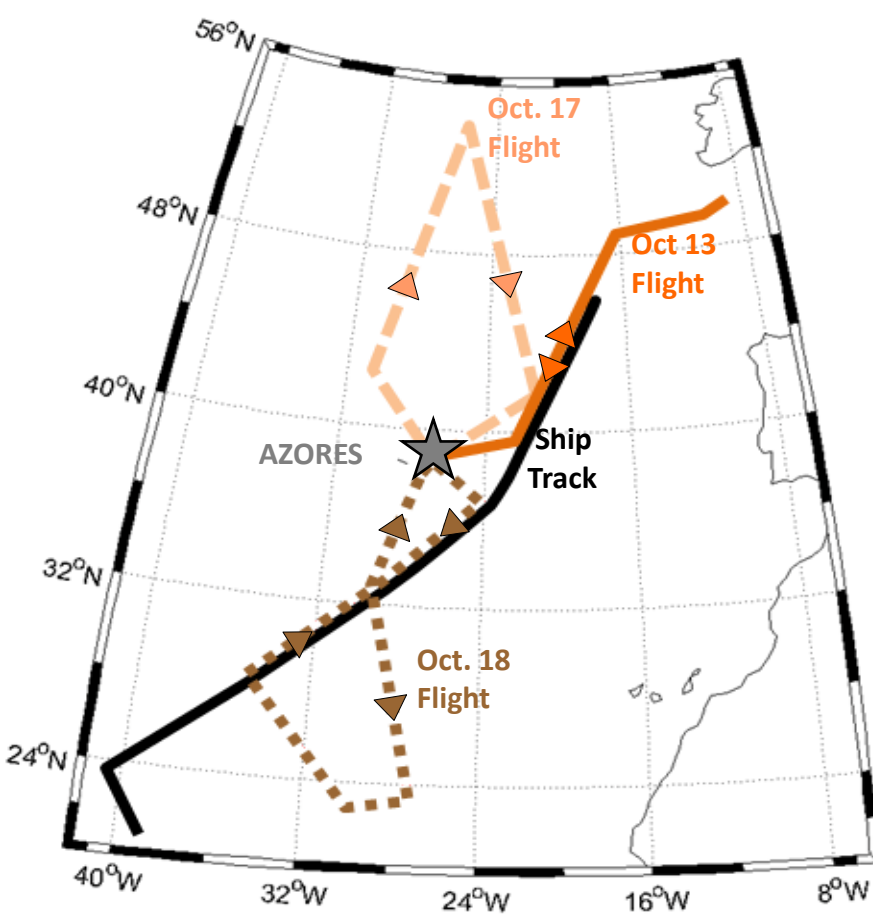 56°N
Oct. 17
Flight
48°N
Oct 13
Flight
40°N
AZORES
Ship
Track
32°N
Oct. 18
Flight
24°N
40°W
32°W
24°W
16°W
8°W